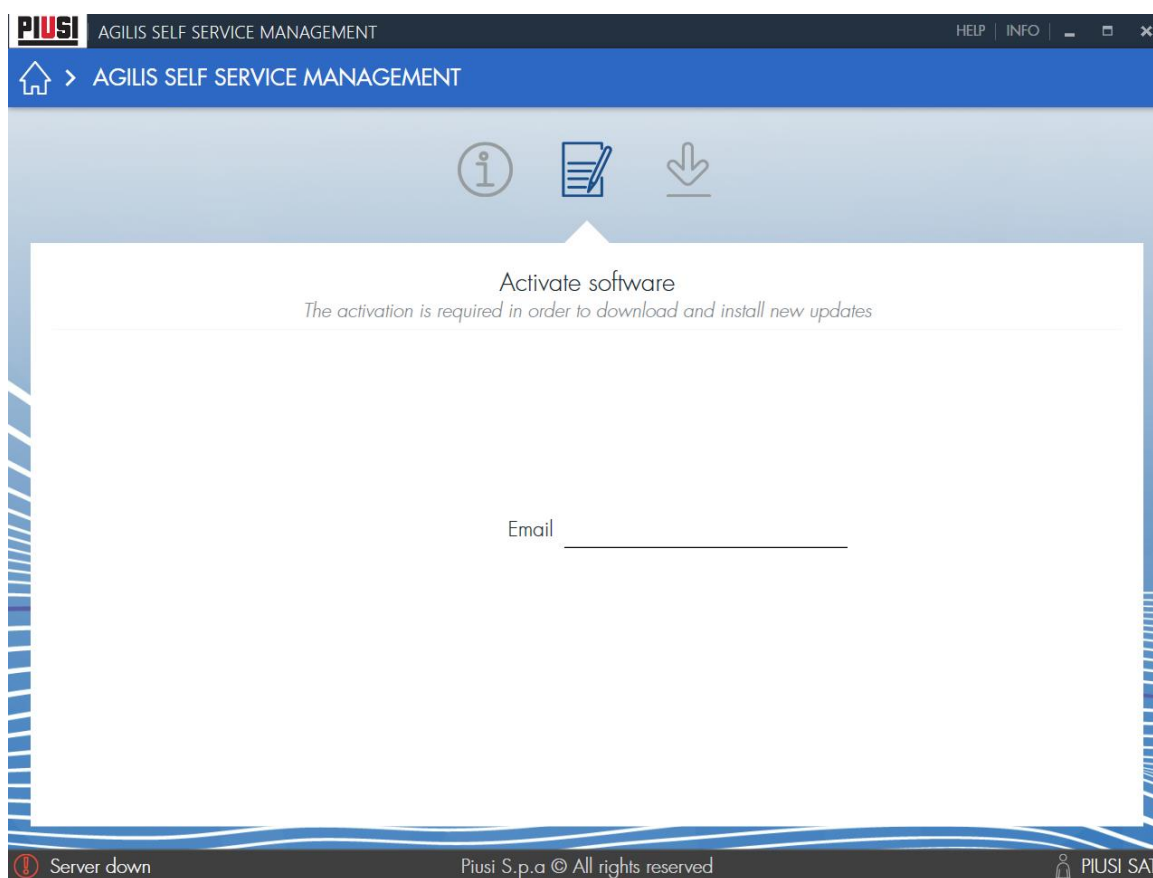 PIUSI AGILIS SELF SERVICE MANAGEMENT HELP | INFO |
> AGILIS SELF SERVICE MANAGEMENT
Activate software
The activation is required in order to download and install new updates
Email
Server down Piusi S.p.a © All rights reserved PIUSI SAT